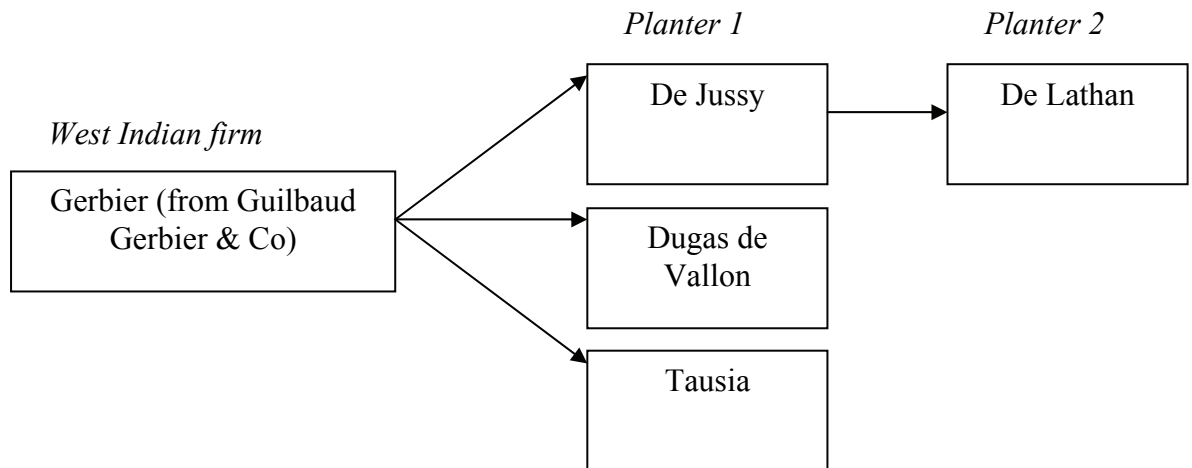 Planter 1
Planter 2
De Jussy
De Lathan
West Indian firm
Gerbier (from Guilbaud
Gerbier & Co)
Dugas de
Vallon
Tausia